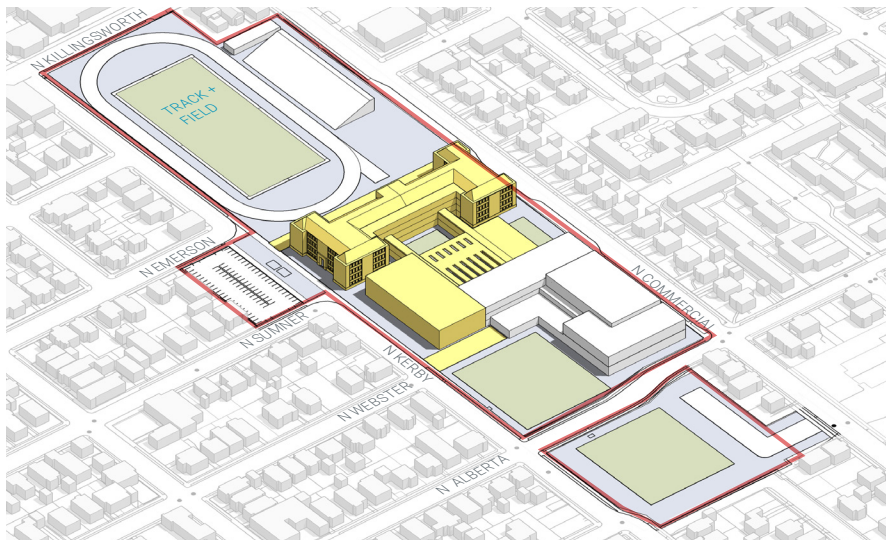 N KILLINGSWORTH
TRACK +
FIELD
N EMERSON
N SUMNER
N KERBY
N COMMERCIAL
N WEBSTER
N ALBERTA